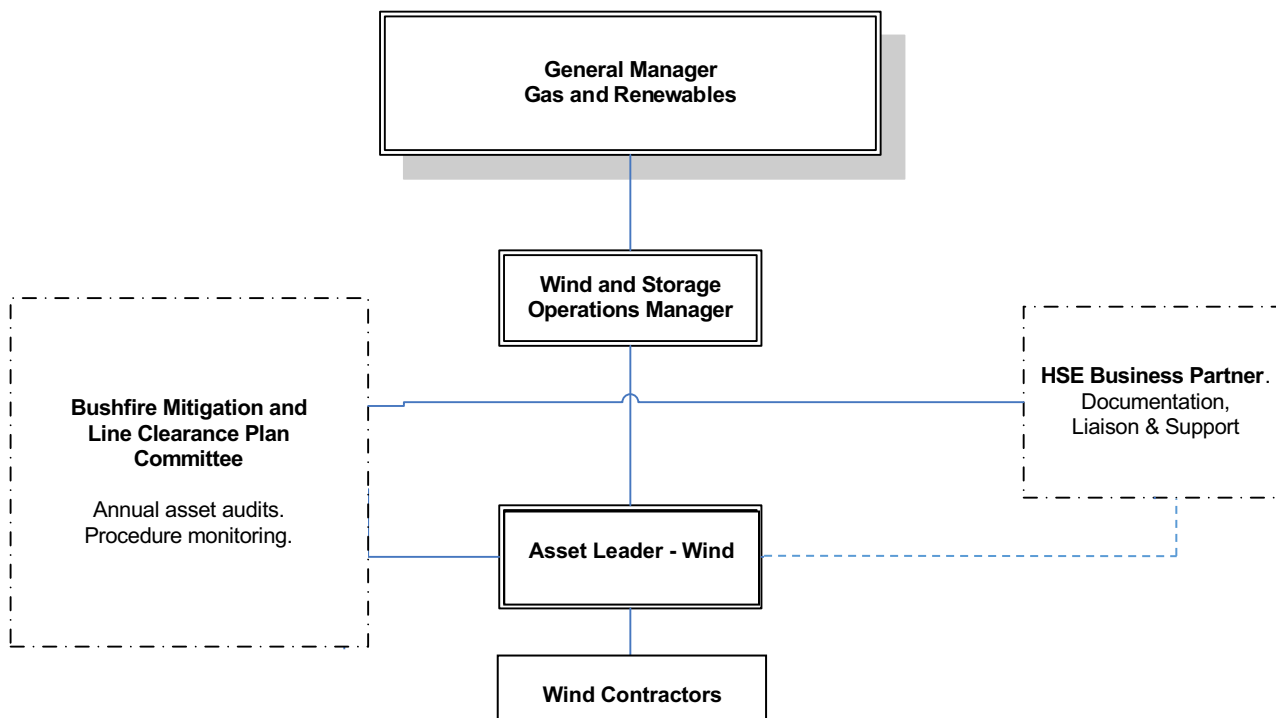 General Manager
Gas and Renewables
Wind and Storage
Operations Manager
Bushfire Mitigation and
Line Clearance Plan
Committee
Annual asset audits.
Procedure monitoring.
HSE Business Partner.
Documentation,
Liaison & Support
Asset Leader - Wind
Wind Contractors